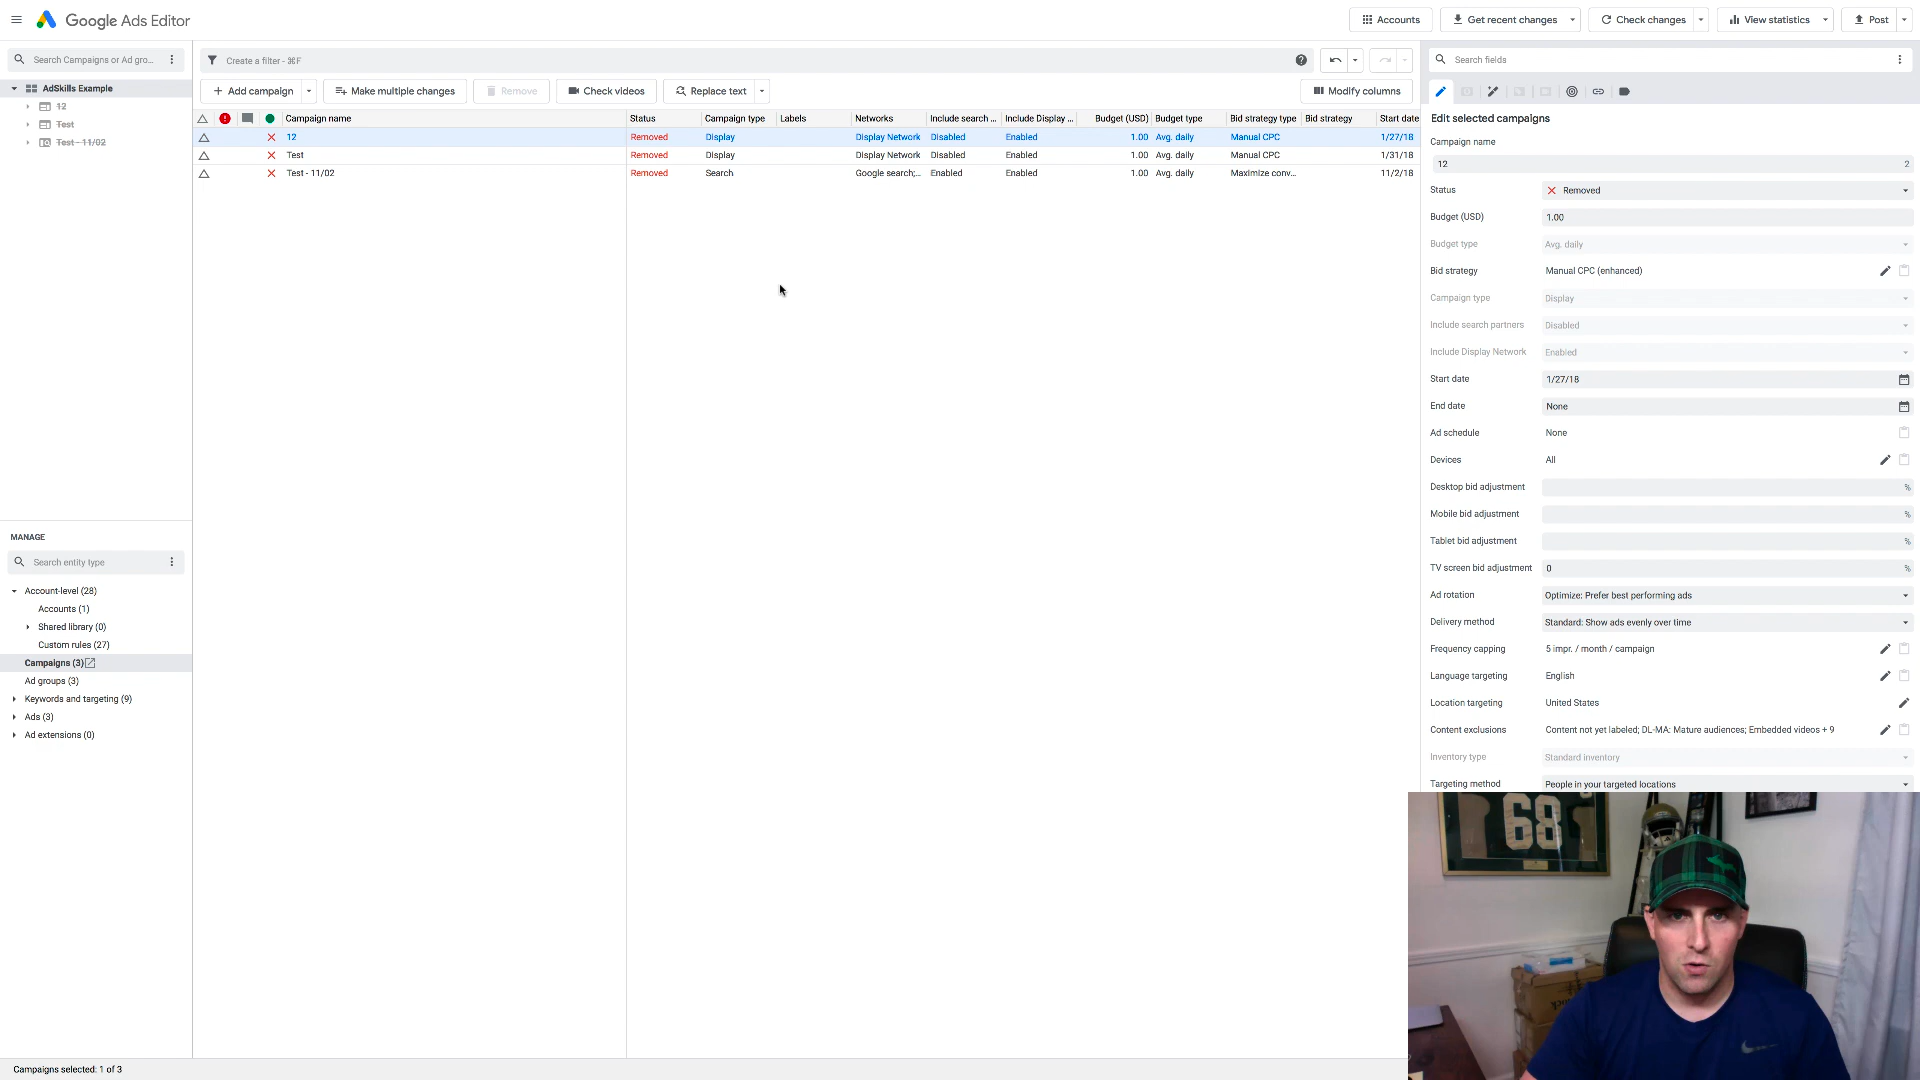 Google Ads Editor
Accounts
Get recent changes
Check changes
View statistics
Post
Search Campaigns or Ad gro...
Create a filter - ⌘F
Search fields
AdSkills Example
12
Test
Test - 11/02
Add campaign
Make multiple changes
Remove
Check videos
Replace text
Modify columns
Campaign name Status Campaign type Labels Networks Include search ... Include Display ... Budget (USD) Budget type Bid strategy type Bid strategy Start date
12 Removed Display Display Network Disabled Enabled 1.00 Avg. daily Manual CPC 1/27/18
Test Removed Display Display Network Disabled Enabled 1.00 Avg. daily Manual CPC 1/31/18
Test - 11/02 Removed Search Google search;... Enabled Enabled 1.00 Avg. daily Maximize conv... 11/2/18
Edit selected campaigns
Campaign name
12 2
Status Removed
Budget (USD) 1.00
Budget type Avg. daily
Bid strategy Manual CPC (enhanced)
Campaign type Display
Include search partners Disabled
Include Display Network Enabled
Start date 1/27/18
End date None
Ad schedule None
Devices All
Desktop bid adjustment %
Mobile bid adjustment %
Tablet bid adjustment %
TV screen bid adjustment 0 %
Ad rotation Optimize: Prefer best performing ads
Delivery method Standard: Show ads evenly over time
Frequency capping 5 impr. / month / campaign
Language targeting English
Location targeting United States
Content exclusions Content not yet labeled; DL-MA: Mature audiences; Embedded videos + 9
Inventory type Standard inventory
Targeting method People in your targeted locations
MANAGE
Search entity type
Account-level (28)
Accounts (1)
Shared library (0)
Custom rules (27)
Campaigns (3)
Ad groups (3)
Keywords and targeting (9)
Ads (3)
Ad extensions (0)
68
Campaigns selected: 1 of 3